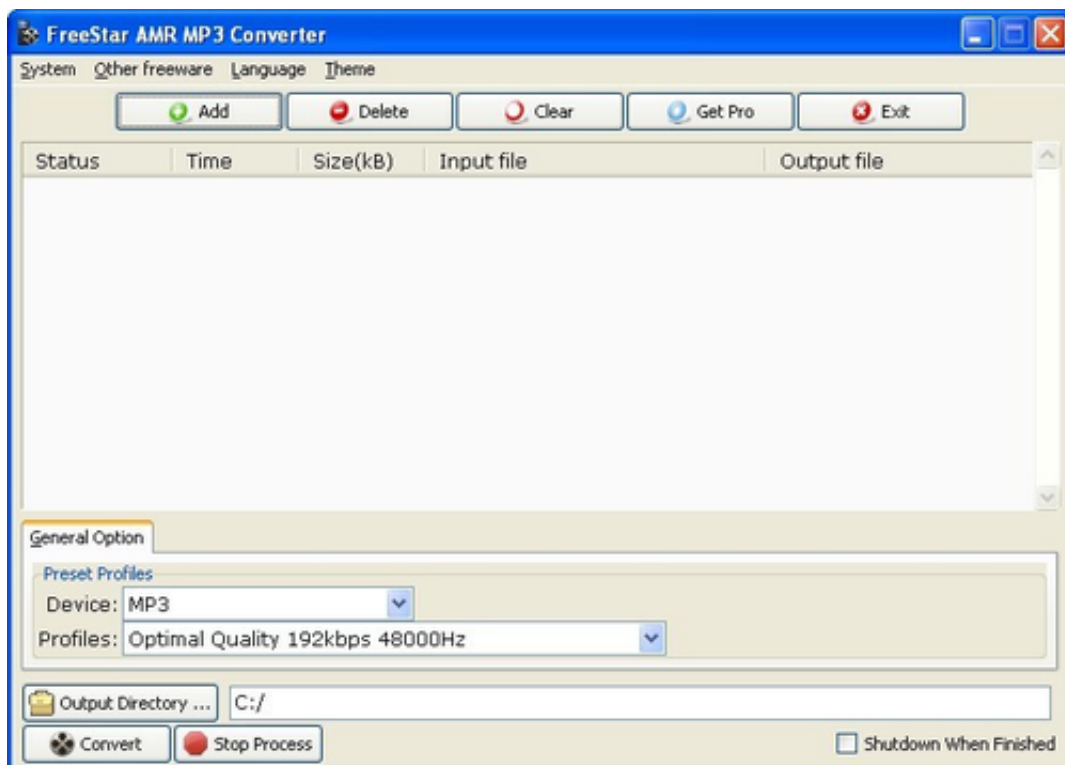 FreeStar AMR MP3 Converter
System Other freeware Language Theme
Add Delete Clear Get Pro Exit
Status Time Size(kB) Input file Output file
General Option
Preset Profiles
Device: MP3
Profiles: Optimal Quality 192kbps 48000Hz
Output Directory ... C:/
Convert Stop Process Shutdown When Finished